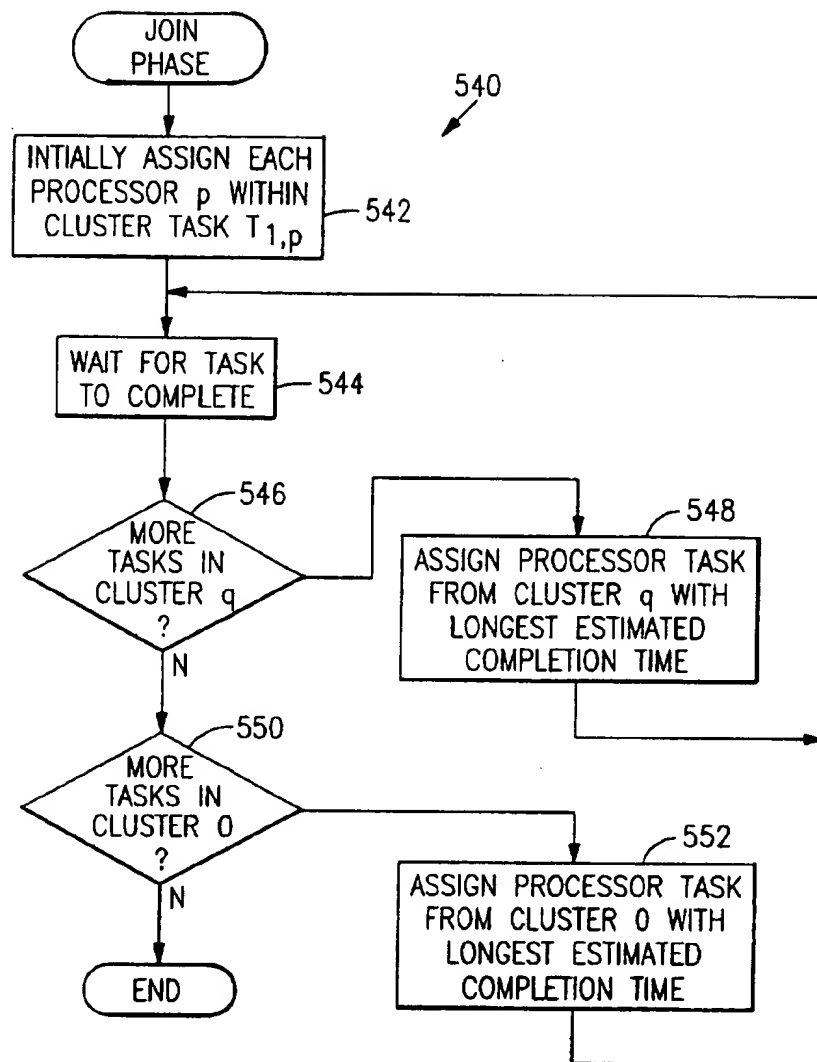 JOIN
PHASE
540
INTIALLY ASSIGN EACH
PROCESSOR p WITHIN
CLUSTER TASK T1,p
542
WAIT FOR TASK
TO COMPLETE
544
546
MORE
TASKS IN
CLUSTER q
?
N
548
ASSIGN PROCESSOR TASK
FROM CLUSTER q WITH
LONGEST ESTIMATED
COMPLETION TIME
550
MORE
TASKS IN
CLUSTER 0
?
N
552
ASSIGN PROCESSOR TASK
FROM CLUSTER 0 WITH
LONGEST ESTIMATED
COMPLETION TIME
END